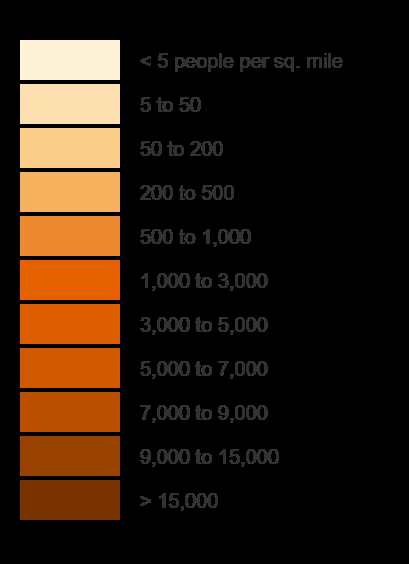 < 5 people per sq. mile
5 to 50
50 to 200
200 to 500
500 to 1,000
1,000 to 3,000
3,000 to 5,000
5,000 to 7,000
7,000 to 9,000
9,000 to 15,000
> 15,000